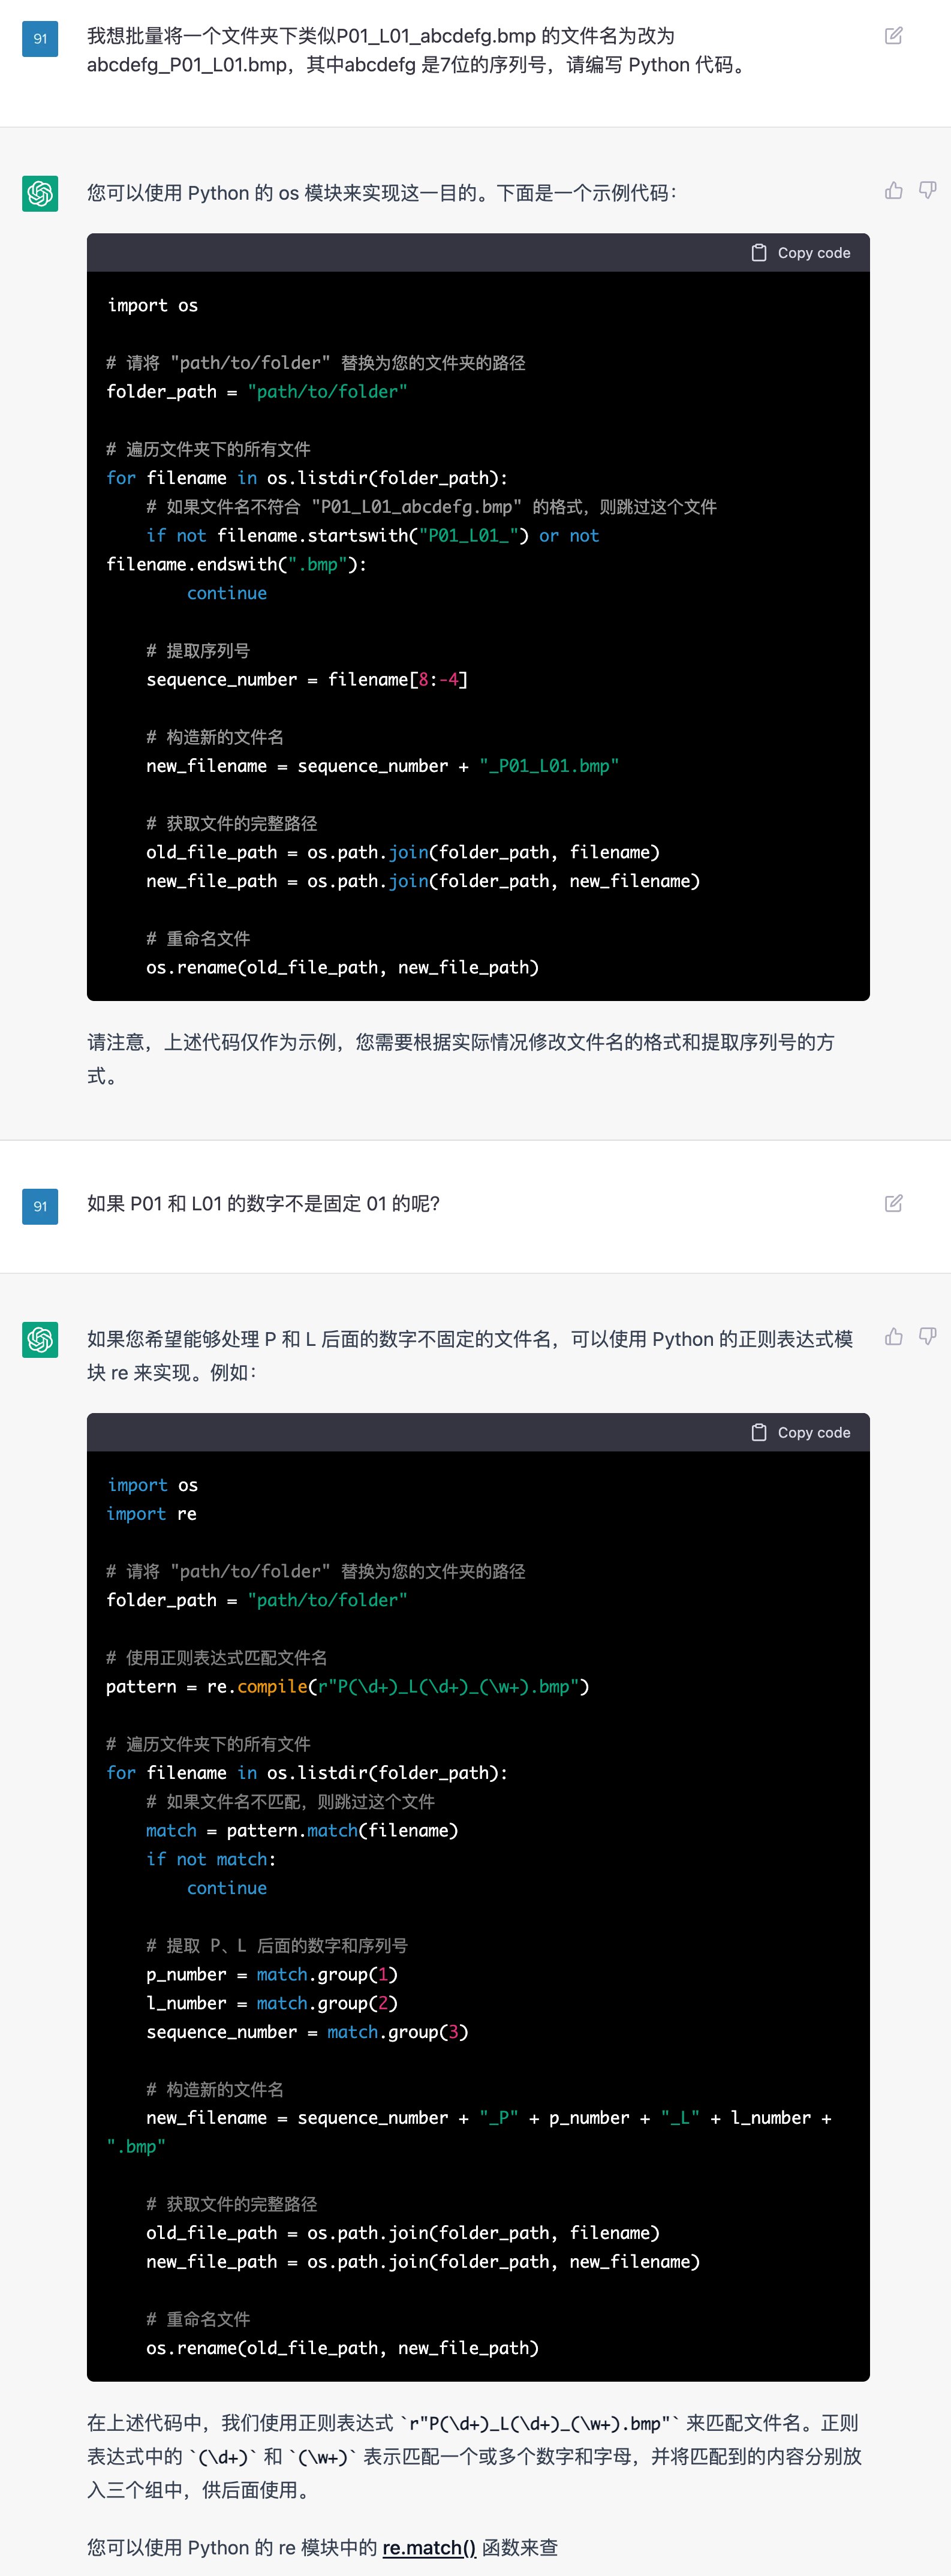 91
我想批量将一个文件夹下类似P01_L01_abcdefg.bmp 的文件名为改为
abcdefg_P01_L01.bmp，其中abcdefg 是7位的序列号，请编写 Python 代码。
您可以使用 Python 的 os 模块来实现这一目的。下面是一个示例代码：
Copy code
import os
# 请将 "path/to/folder" 替换为您的文件夹的路径
folder_path = "path/to/folder"
# 遍历文件夹下的所有文件
for filename in os.listdir(folder_path):
    # 如果文件名不符合 "P01_L01_abcdefg.bmp" 的格式，则跳过这个文件
    if not filename.startswith("P01_L01_") or not
filename.endswith(".bmp"):
        continue
    # 提取序列号
    sequence_number = filename[8:-4]
    # 构造新的文件名
    new_filename = sequence_number + "_P01_L01.bmp"
    # 获取文件的完整路径
    old_file_path = os.path.join(folder_path, filename)
    new_file_path = os.path.join(folder_path, new_filename)
    # 重命名文件
    os.rename(old_file_path, new_file_path)
请注意，上述代码仅作为示例，您需要根据实际情况修改文件名的格式和提取序列号的方
式。
91
如果 P01 和 L01 的数字不是固定 01 的呢？
如果您希望能够处理 P 和 L 后面的数字不固定的文件名，可以使用 Python 的正则表达式模
块 re 来实现。例如：
Copy code
import os
import re
# 请将 "path/to/folder" 替换为您的文件夹的路径
folder_path = "path/to/folder"
# 使用正则表达式匹配文件名
pattern = re.compile(r"P(\d+)_L(\d+)_(\w+).bmp")
# 遍历文件夹下的所有文件
for filename in os.listdir(folder_path):
    # 如果文件名不匹配，则跳过这个文件
    match = pattern.match(filename)
    if not match:
        continue
    # 提取 P、L 后面的数字和序列号
    p_number = match.group(1)
    l_number = match.group(2)
    sequence_number = match.group(3)
    # 构造新的文件名
    new_filename = sequence_number + "_P" + p_number + "_L" + l_number +
".bmp"
    # 获取文件的完整路径
    old_file_path = os.path.join(folder_path, filename)
    new_file_path = os.path.join(folder_path, new_filename)
    # 重命名文件
    os.rename(old_file_path, new_file_path)
在上述代码中，我们使用正则表达式 `r"P(\d+)_L(\d+)_(\w+).bmp"` 来匹配文件名。正则
表达式中的 `(\d+)` 和 `(\w+)` 表示匹配一个或多个数字和字母，并将匹配到的内容分别放
入三个组中，供后面使用。
您可以使用 Python 的 re 模块中的 re.match() 函数来查